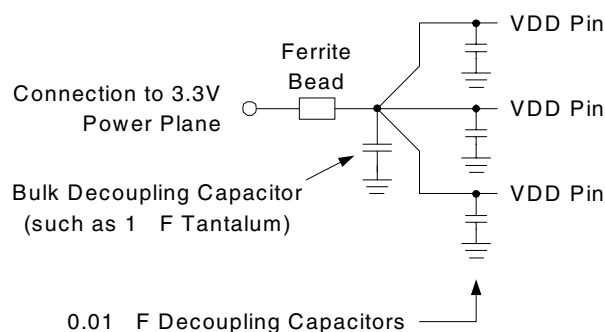 VDD Pin
Ferrite
Bead
Connection to 3.3V
Power Plane
VDD Pin
Bulk Decoupling Capacitor
(such as 1 F Tantalum)
VDD Pin
0.01 F Decoupling Capacitors